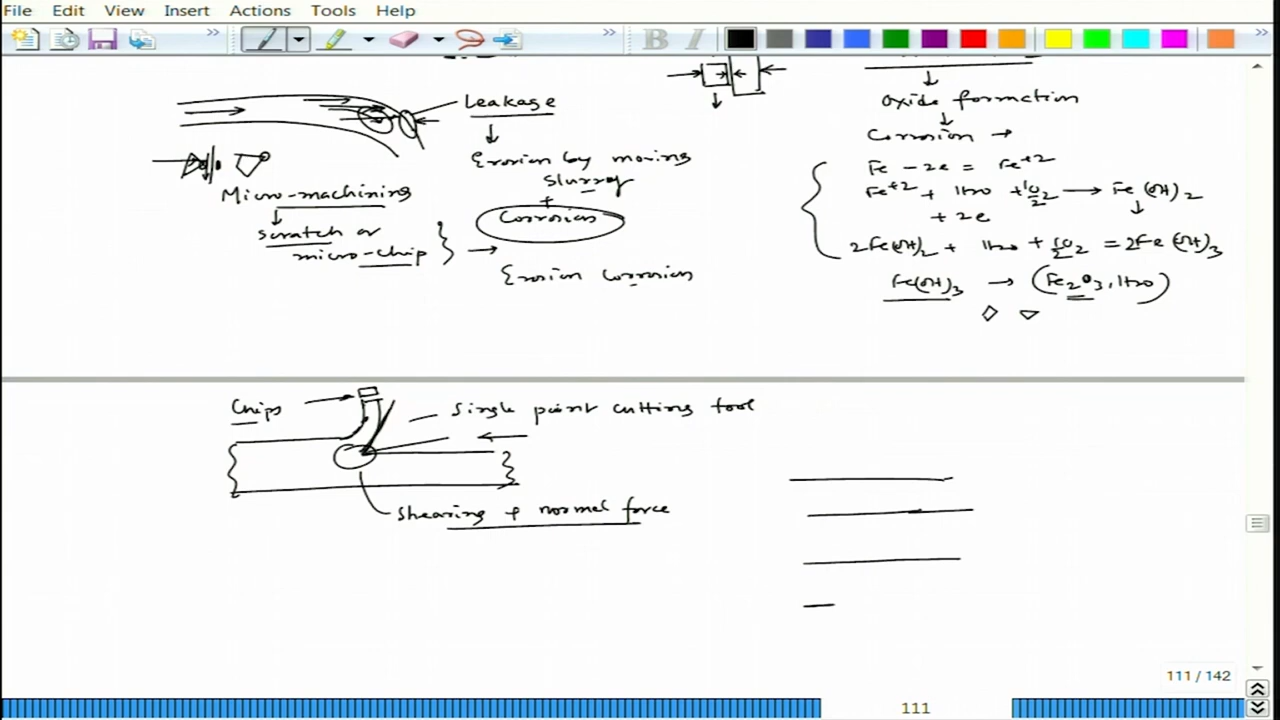 File Edit View Insert Actions Tools Help
B I
Leakage
Erosion by moving
slurry
+
Corrosion
Erosion corrosion
Micro-machining
scratch or
micro-chip
oxide formation
Corrosion →
Fe - 2e = Fe+2
Fe+2 + H2O + 1/2 O2 → Fe(OH)2
+ 2e
2Fe(OH)2 + H2O + 1/2 O2 = 2Fe(OH)3
Fe(OH)3 → (Fe2O3, H2O)
Chips
Single point cutting tool
Shearing + normal force
111 / 142
111